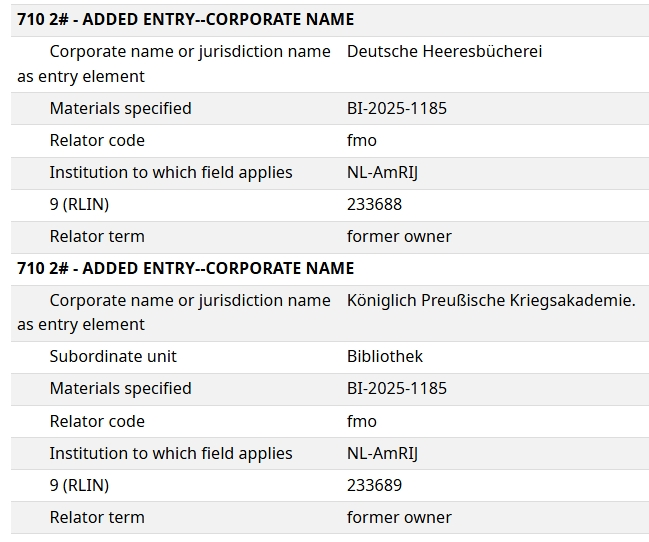 710 2# - ADDED ENTRY--CORPORATE NAME
Corporate name or jurisdiction name Deutsche Heeresbücherei
as entry element
Materials specified BI-2025-1185
Relator code fmo
Institution to which field applies NL-AmRIJ
9 (RLIN) 233688
Relator term former owner
710 2# - ADDED ENTRY--CORPORATE NAME
Corporate name or jurisdiction name Königlich Preußische Kriegsakademie.
as entry element
Subordinate unit Bibliothek
Materials specified BI-2025-1185
Relator code fmo
Institution to which field applies NL-AmRIJ
9 (RLIN) 233689
Relator term former owner